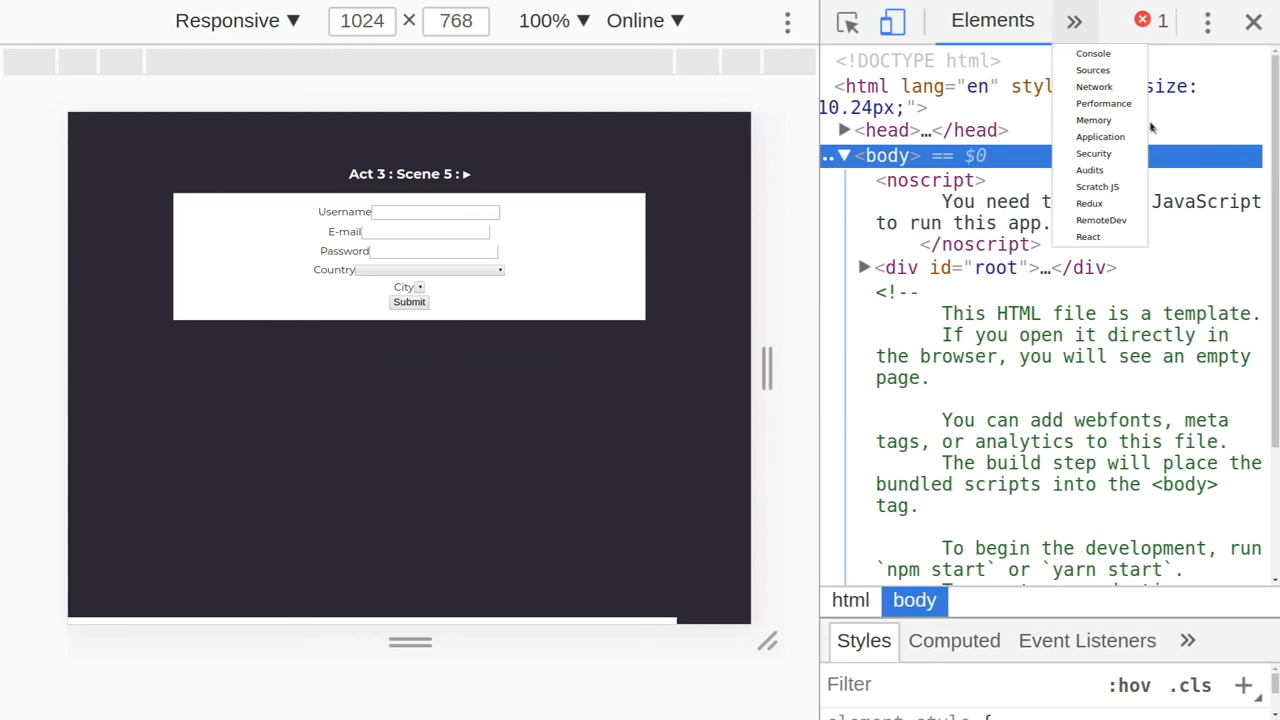 Responsive ▼ 1024 × 768 100% ▼ Online ▼
Elements » 1
Console
Sources
Network
Performance
Memory
Application
Security
Audits
Scratch JS
Redux
RemoteDev
React
Act 3 : Scene 5 : ▸
Username
E-mail
Password
Country
City
Submit
<!DOCTYPE html>
<html lang="en" styl size:
10.24px;">
▶<head>…</head>
..▼<body> == $0
<noscript>
You need t JavaScript
to run this app.
</noscript>
▶<div id="root">…</div>
<!--
This HTML file is a template.
If you open it directly in
the browser, you will see an empty
page.
You can add webfonts, meta
tags, or analytics to this file.
The build step will place the
bundled scripts into the <body>
tag.
To begin the development, run
`npm start` or `yarn start`.
html body
Styles Computed Event Listeners »
Filter :hov .cls +
element.style {